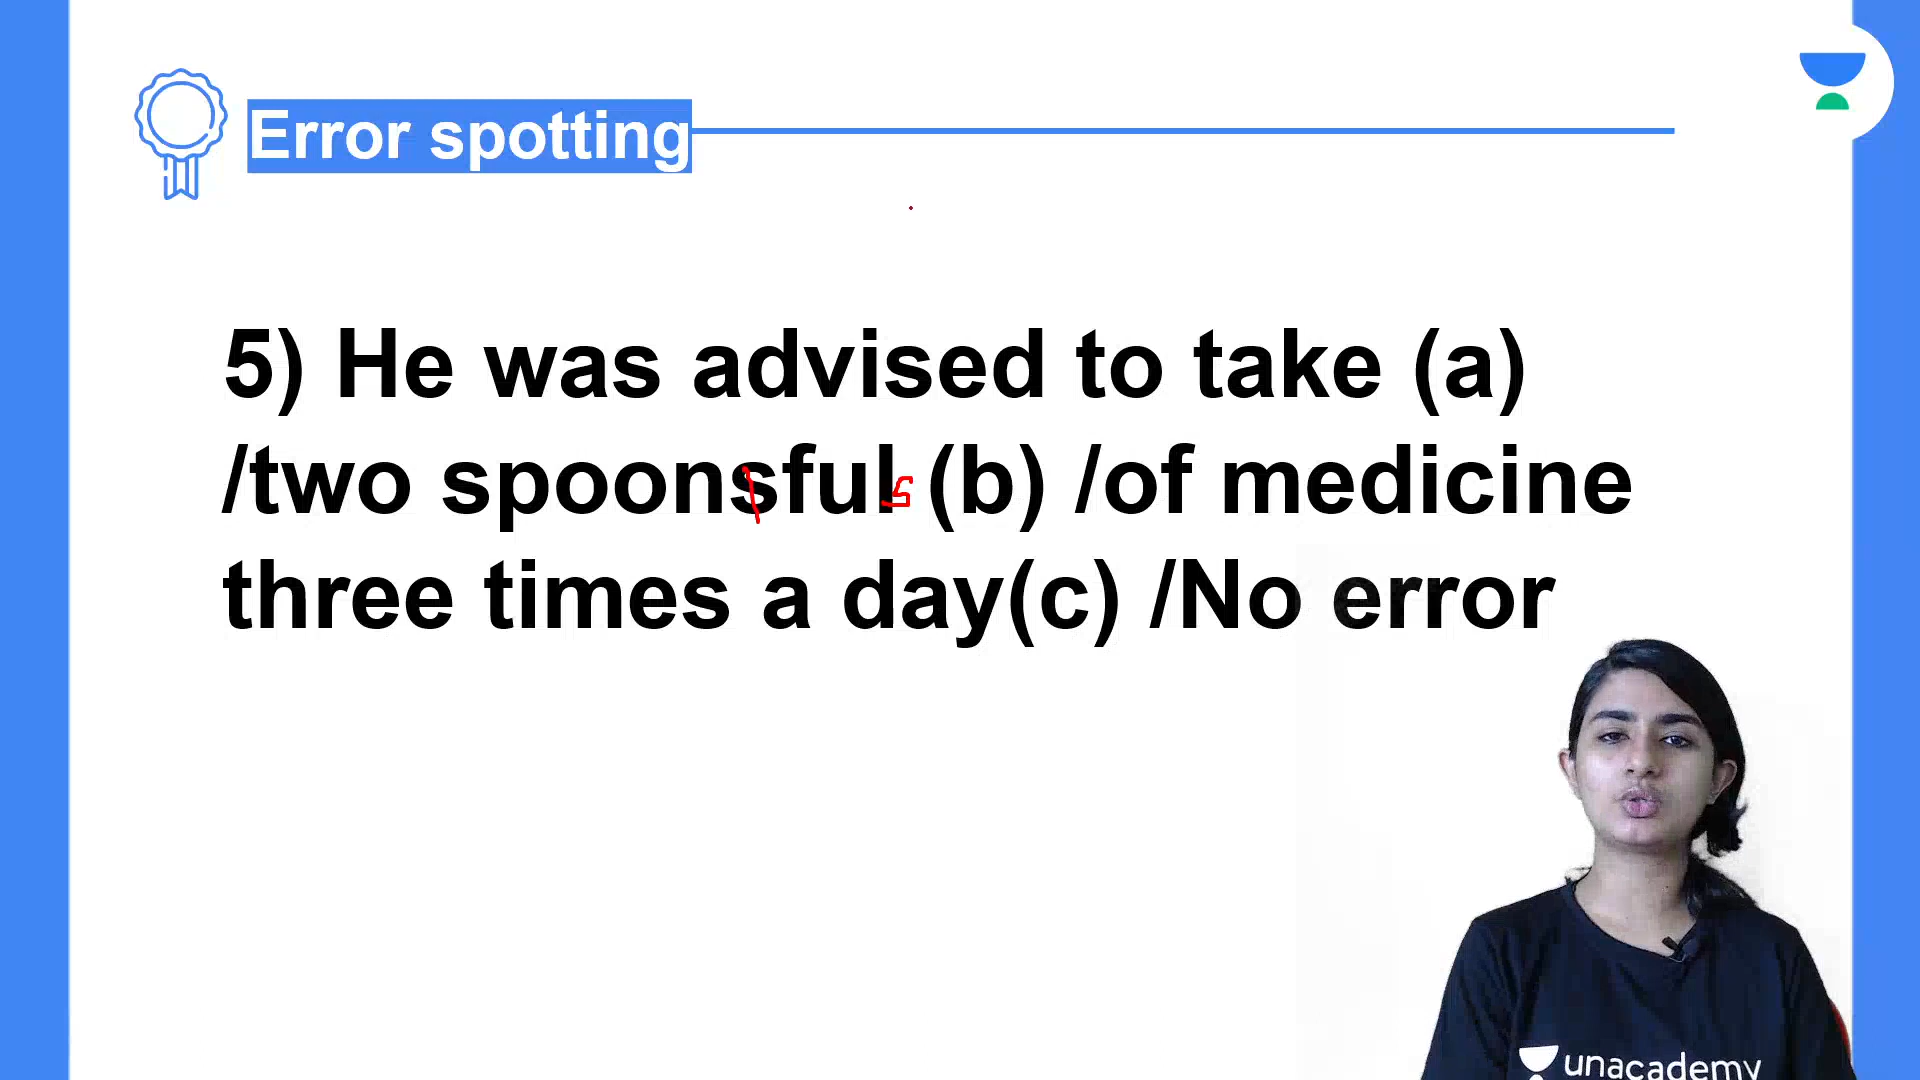 Error spotting
5) He was advised to take (a)
/two spoonsful s (b) /of medicine
three times a day(c) /No error
unacademy